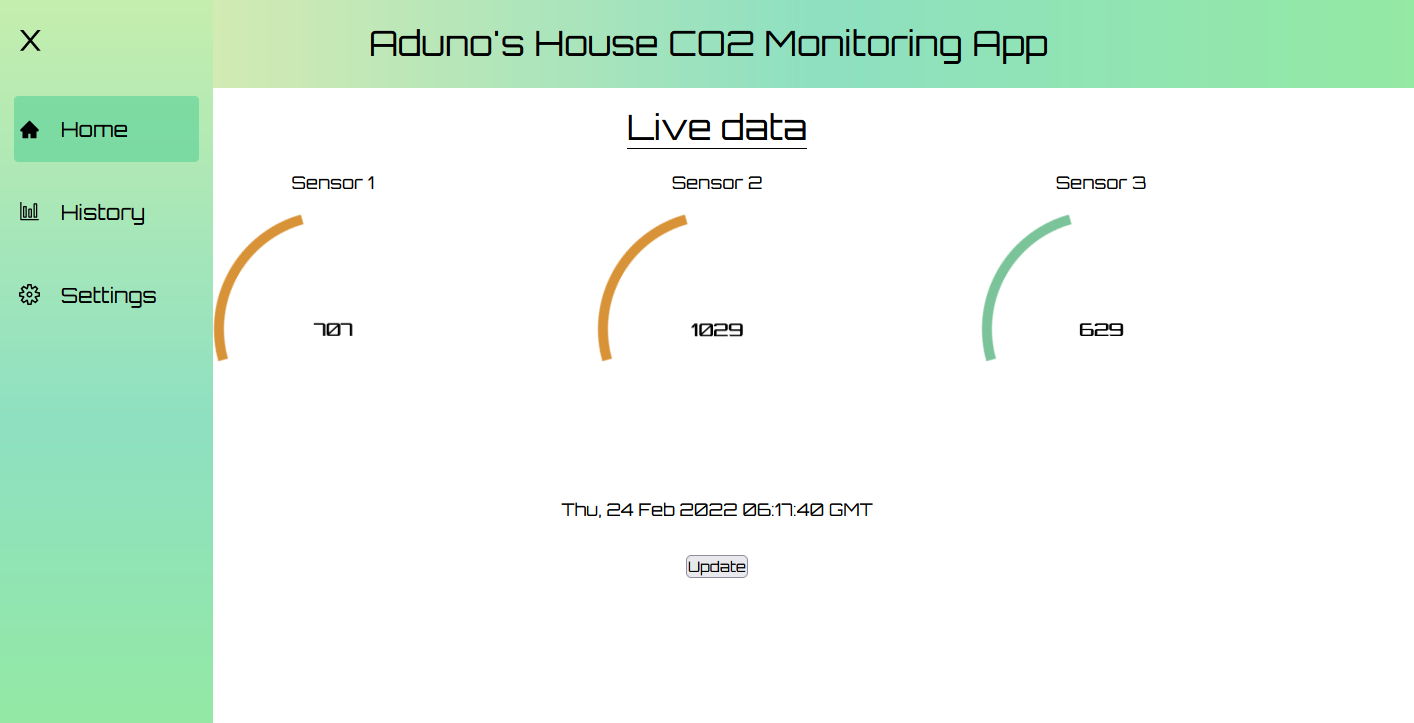 X
Aduno's House CO2 Monitoring App
Home
History
Settings
Live data
Sensor 1
Sensor 2
Sensor 3
707
1029
629
Thu, 24 Feb 2022 06:17:40 GMT
Update